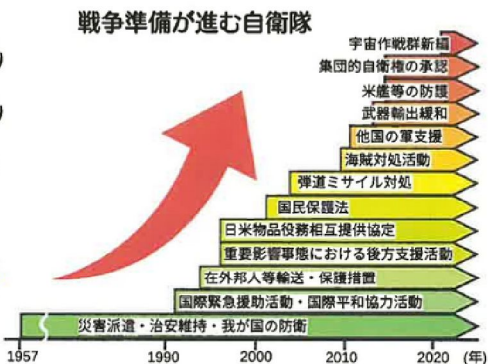 戦争準備が進む自衛隊
宇宙作戦群新編
集団的自衛権の承認
米艦等の防護
武器輸出緩和
他国の軍支援
海賊対処活動
弾道ミサイル対処
国民保護法
日米物品役務相互提供協定
重要影響事態における後方支援活動
在外邦人等輸送・保護措置
国際緊急援助活動・国際平和協力活動
災害派遣・治安維持・我が国の防衛
1957 1990 2000 2010 2020 (年)